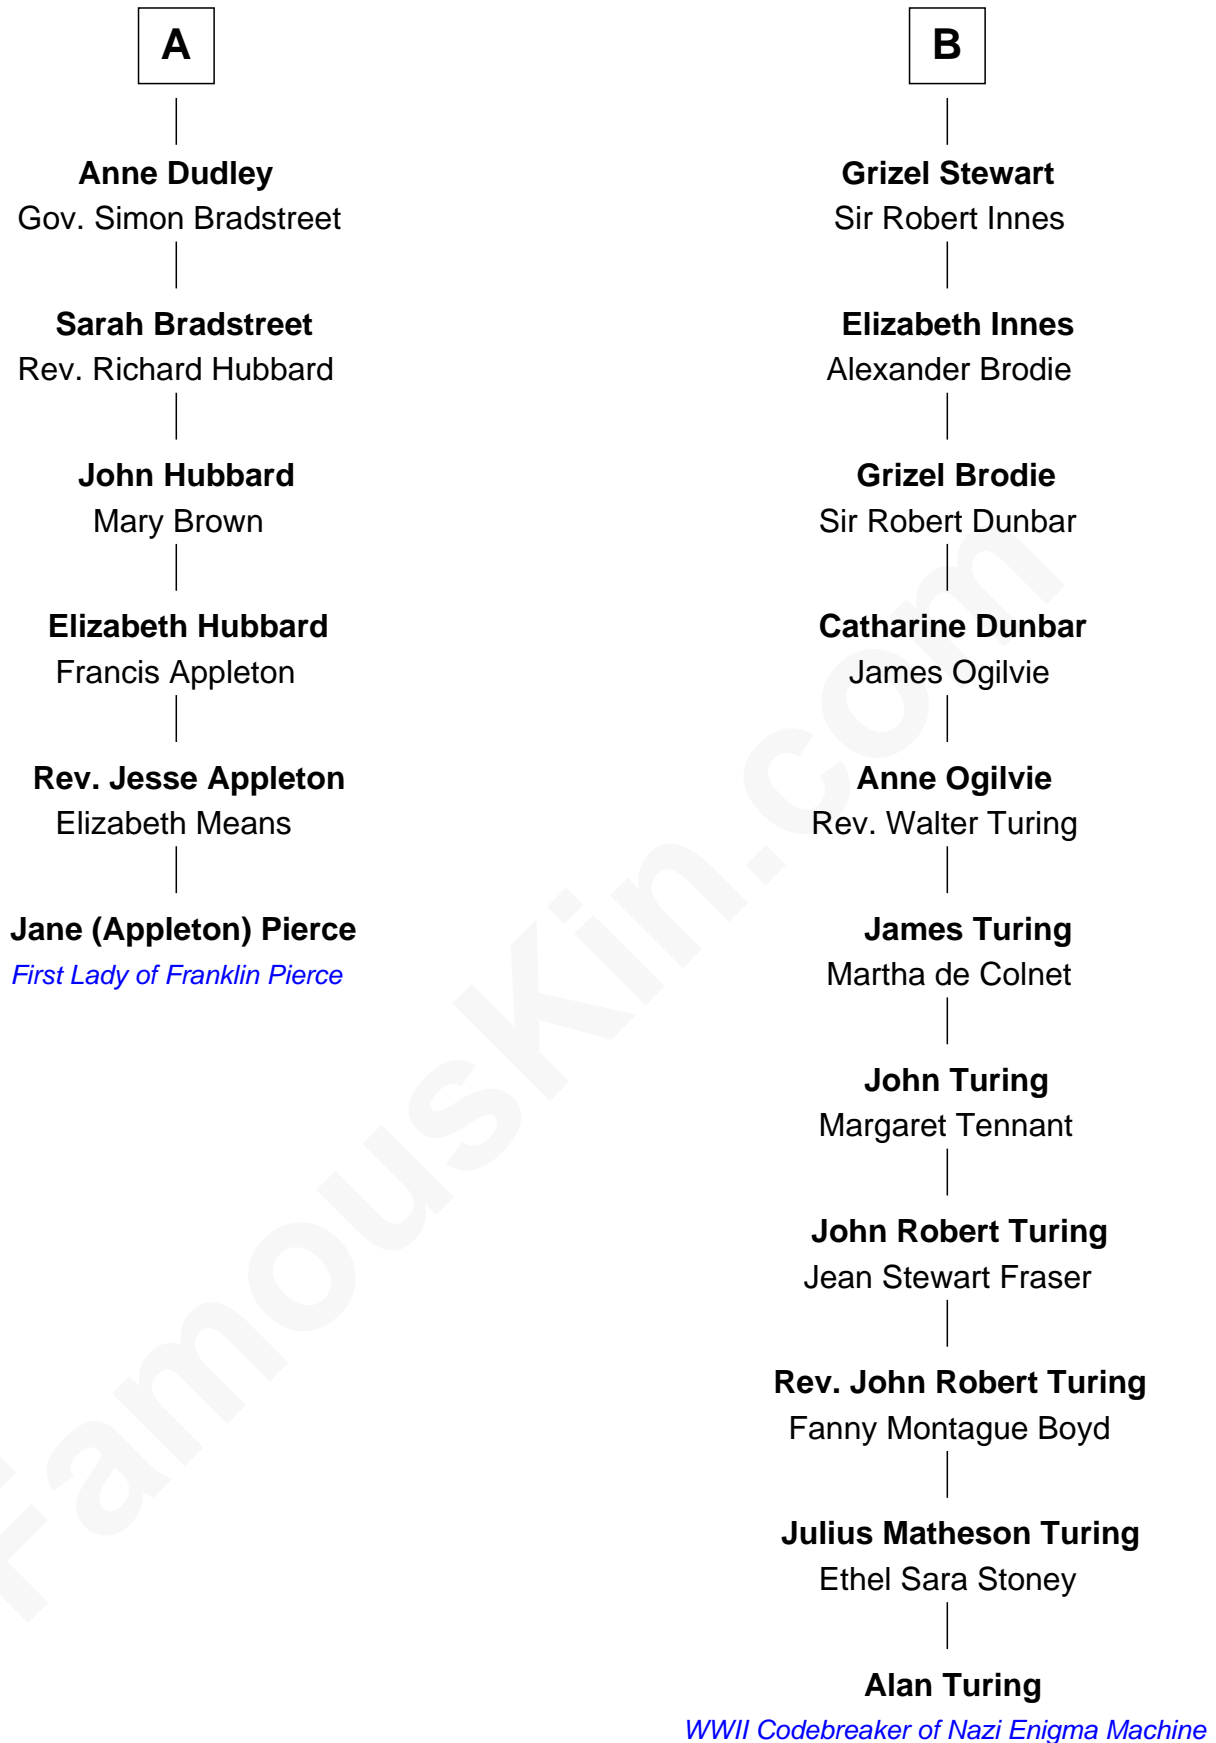 A
Anne Dudley
Gov. Simon Bradstreet
Sarah Bradstreet
Rev. Richard Hubbard
John Hubbard
Mary Brown
Elizabeth Hubbard
Francis Appleton
Rev. Jesse Appleton
Elizabeth Means
Jane (Appleton) Pierce
First Lady of Franklin Pierce
B
Grizel Stewart
Sir Robert Innes
Elizabeth Innes
Alexander Brodie
Grizel Brodie
Sir Robert Dunbar
Catharine Dunbar
James Ogilvie
Anne Ogilvie
Rev. Walter Turing
James Turing
Martha de Colnet
John Turing
Margaret Tennant
John Robert Turing
Jean Stewart Fraser
Rev. John Robert Turing
Fanny Montague Boyd
Julius Matheson Turing
Ethel Sara Stoney
Alan Turing
WWII Codebreaker of Nazi Enigma Machine
FamousKin.com